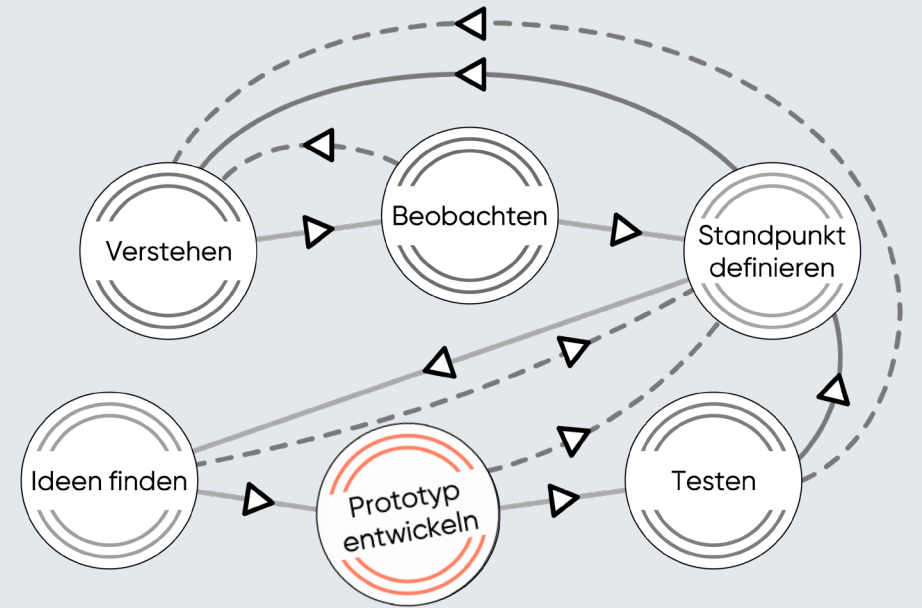 Verstehen
Beobachten
Standpunkt
definieren
Ideen finden
Prototyp
entwickeln
Testen